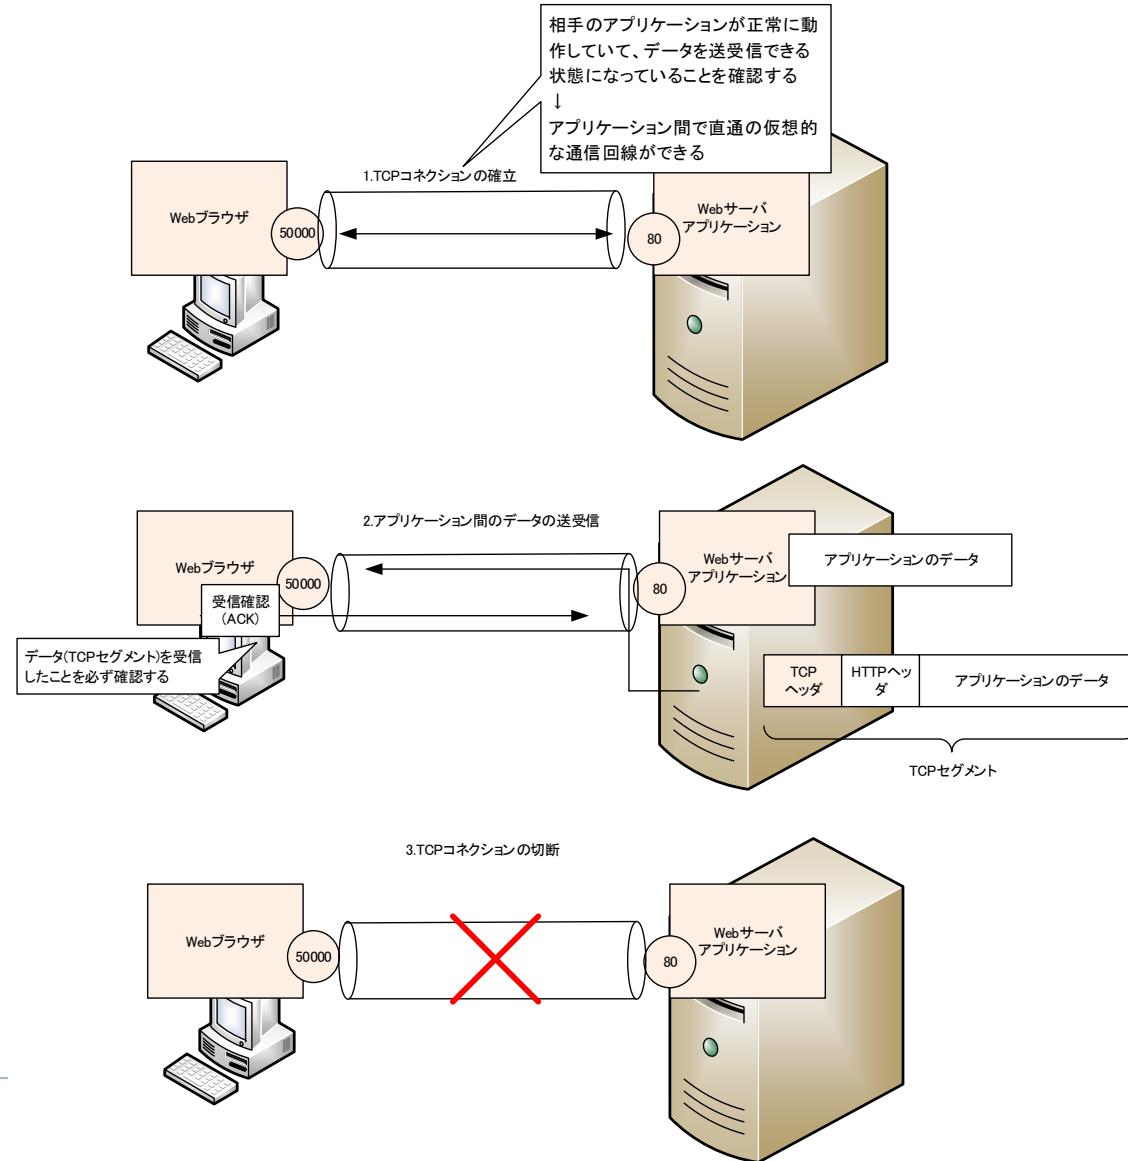 相手のアプリケーションが正常に動
作していて、データを送受信できる
状態になっていることを確認する
↓
アプリケーション間で直通の仮想的
な通信回線ができる
1.TCPコネクションの確立
Webブラウザ
50000
80
Webサーバ
アプリケーション
2.アプリケーション間のデータの送受信
Webブラウザ
50000
受信確認
(ACK)
データ(TCPセグメント)を受信
したことを必ず確認する
80
Webサーバ
アプリケーション
アプリケーションのデータ
TCP
ヘッダ
HTTPヘッ
ダ
アプリケーションのデータ
TCPセグメント
3.TCPコネクションの切断
Webブラウザ
50000
80
Webサーバ
アプリケーション